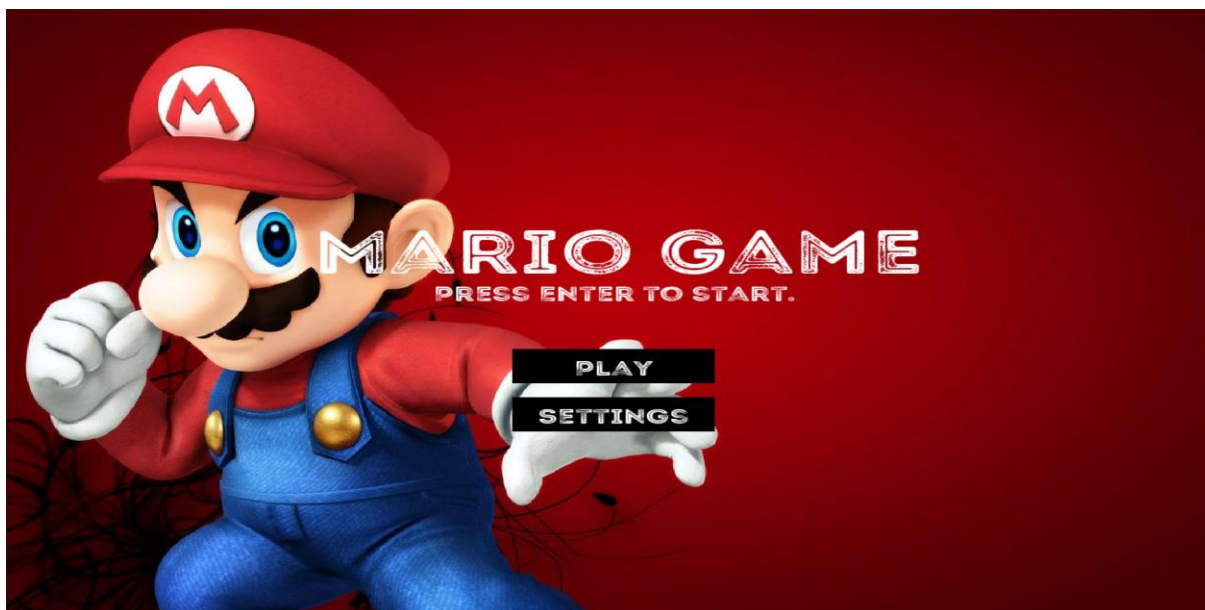 M
MARIO GAME
PRESS ENTER TO START.
PLAY
SETTINGS